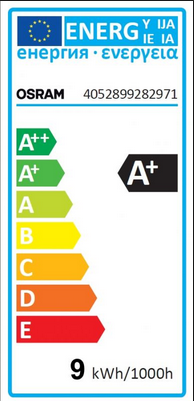 ENERG Y IJA
IE IA
енергия · ενεργεια
OSRAM 4052899282971
A++
A+ A+
A
B
C
D
E
9 kWh/1000h